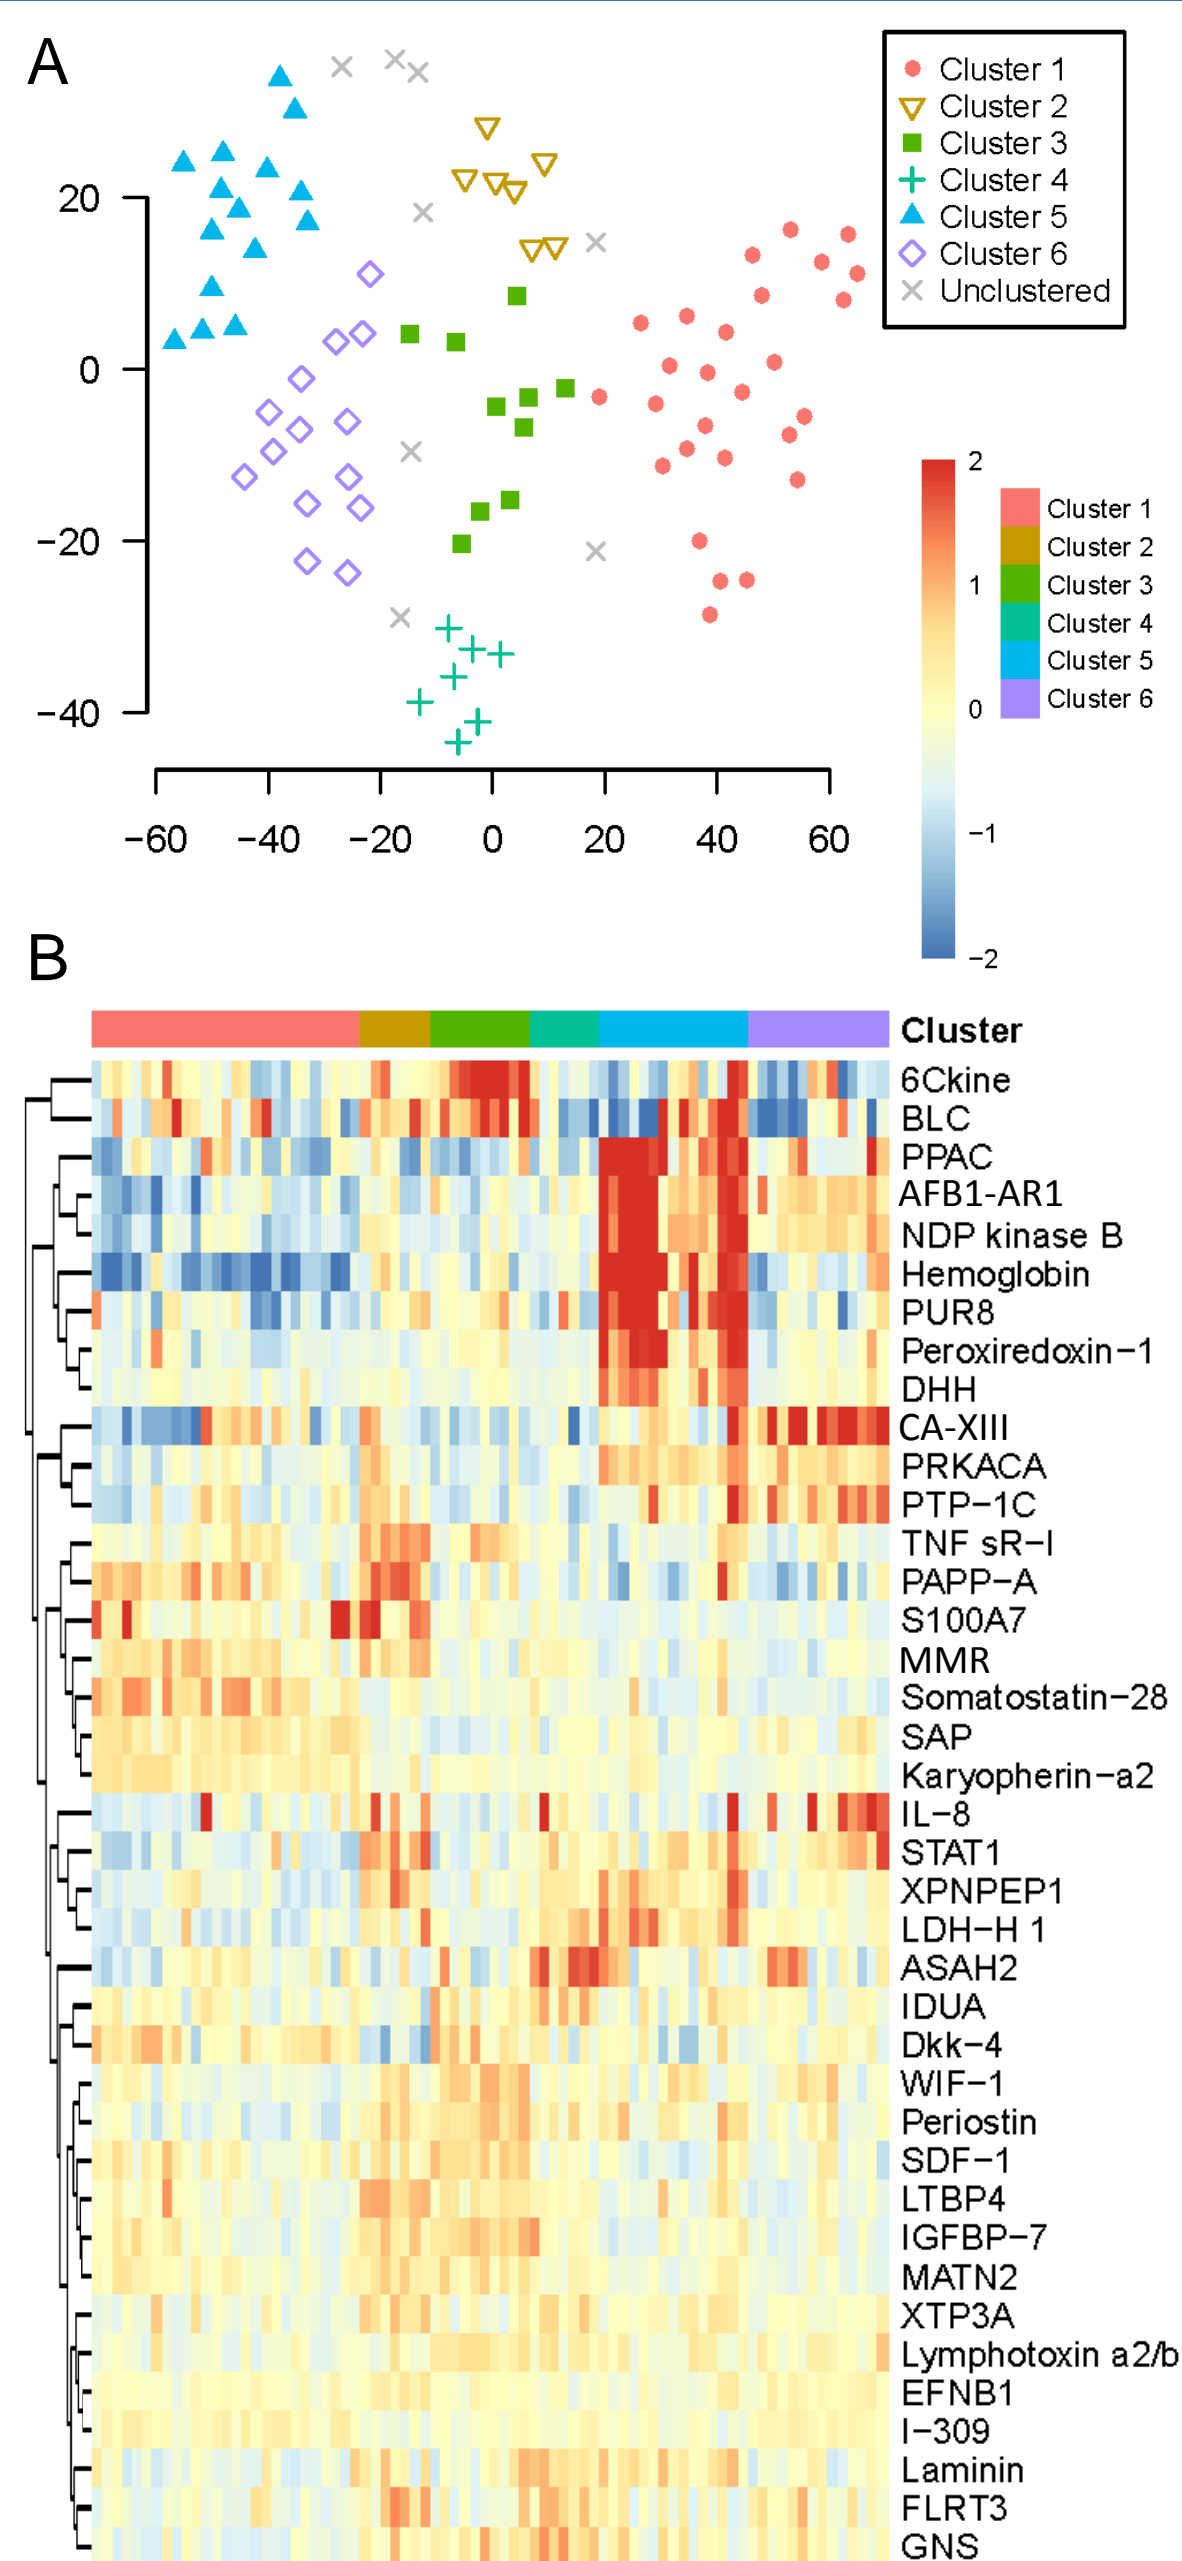 A
Cluster 1
Cluster 2
Cluster 3
Cluster 4
Cluster 5
Cluster 6
Unclustered
20
0
−20
−40
−60 −40 −20 0 20 40 60
2
1
0
−1
−2
Cluster 1
Cluster 2
Cluster 3
Cluster 4
Cluster 5
Cluster 6
B
Cluster
6Ckine
BLC
PPAC
AFB1-AR1
NDP kinase B
Hemoglobin
PUR8
Peroxiredoxin−1
DHH
CA-XIII
PRKACA
PTP−1C
TNF sR−I
PAPP−A
S100A7
MMR
Somatostatin−28
SAP
Karyopherin−a2
IL−8
STAT1
XPNPEP1
LDH−H 1
ASAH2
IDUA
Dkk−4
WIF−1
Periostin
SDF−1
LTBP4
IGFBP−7
MATN2
XTP3A
Lymphotoxin a2/b
EFNB1
I−309
Laminin
FLRT3
GNS